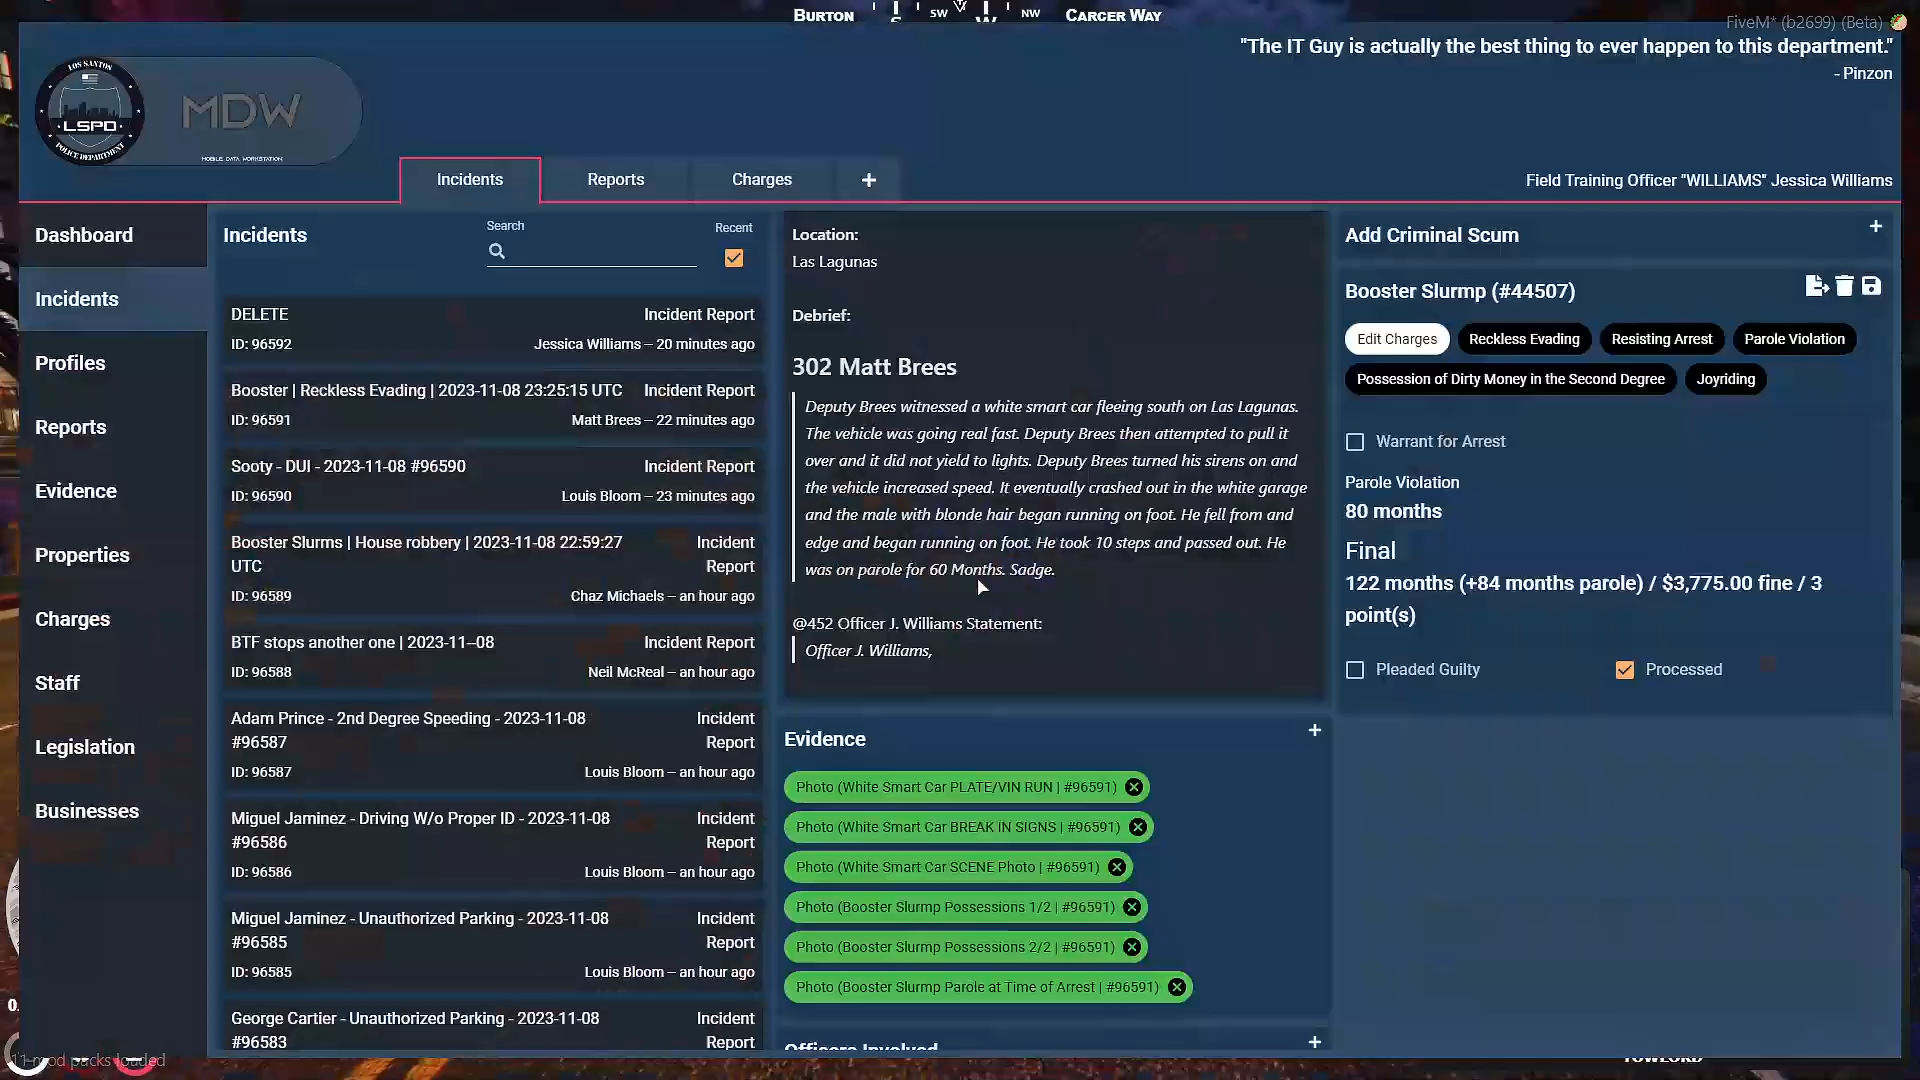 BURTON
S
SW
W
NW
CARCER WAY
FiveM* (b2699) (Beta)
"The IT Guy is actually the best thing to ever happen to this department."
- Pinzon
LOS SANTOS
LSPD
POLICE DEPARTMENT
MDW
MOBILE DATA WORKSTATION
Incidents
Reports
Charges
+
Field Training Officer "WILLIAMS" Jessica Williams
Dashboard
Incidents
Profiles
Reports
Evidence
Properties
Charges
Staff
Legislation
Businesses
Incidents
Search
Recent
DELETE
Incident Report
ID: 96592
Jessica Williams – 20 minutes ago
Booster | Reckless Evading | 2023-11-08 23:25:15 UTC
Incident Report
ID: 96591
Matt Brees – 22 minutes ago
Sooty - DUI - 2023-11-08 #96590
Incident Report
ID: 96590
Louis Bloom – 23 minutes ago
Booster Slurms | House robbery | 2023-11-08 22:59:27
UTC
Incident
Report
ID: 96589
Chaz Michaels – an hour ago
BTF stops another one | 2023-11--08
Incident Report
ID: 96588
Neil McReal – an hour ago
Adam Prince - 2nd Degree Speeding - 2023-11-08
#96587
Incident
Report
ID: 96587
Louis Bloom – an hour ago
Miguel Jaminez - Driving W/o Proper ID - 2023-11-08
#96586
Incident
Report
ID: 96586
Louis Bloom – an hour ago
Miguel Jaminez - Unauthorized Parking - 2023-11-08
#96585
Incident
Report
ID: 96585
Louis Bloom – an hour ago
George Cartier - Unauthorized Parking - 2023-11-08
#96583
Incident
Report
Location:
Las Lagunas
Debrief:
302 Matt Brees
Deputy Brees witnessed a white smart car fleeing south on Las Lagunas.
The vehicle was going real fast. Deputy Brees then attempted to pull it
over and it did not yield to lights. Deputy Brees turned his sirens on and
the vehicle increased speed. It eventually crashed out in the white garage
and the male with blonde hair began running on foot. He fell from and
edge and began running on foot. He took 10 steps and passed out. He
was on parole for 60 Months. Sadge.
@452 Officer J. Williams Statement:
Officer J. Williams,
Evidence
+
Photo (White Smart Car PLATE/VIN RUN | #96591)
Photo (White Smart Car BREAK IN SIGNS | #96591)
Photo (White Smart Car SCENE Photo | #96591)
Photo (Booster Slurmp Possessions 1/2 | #96591)
Photo (Booster Slurmp Possessions 2/2 | #96591)
Photo (Booster Slurmp Parole at Time of Arrest | #96591)
Officers Involved
+
Add Criminal Scum
+
Booster Slurmp (#44507)
Edit Charges
Reckless Evading
Resisting Arrest
Parole Violation
Possession of Dirty Money in the Second Degree
Joyriding
Warrant for Arrest
Parole Violation
80 months
Final
122 months (+84 months parole) / $3,775.00 fine / 3
point(s)
Pleaded Guilty
Processed
0.
11 mod packs loaded